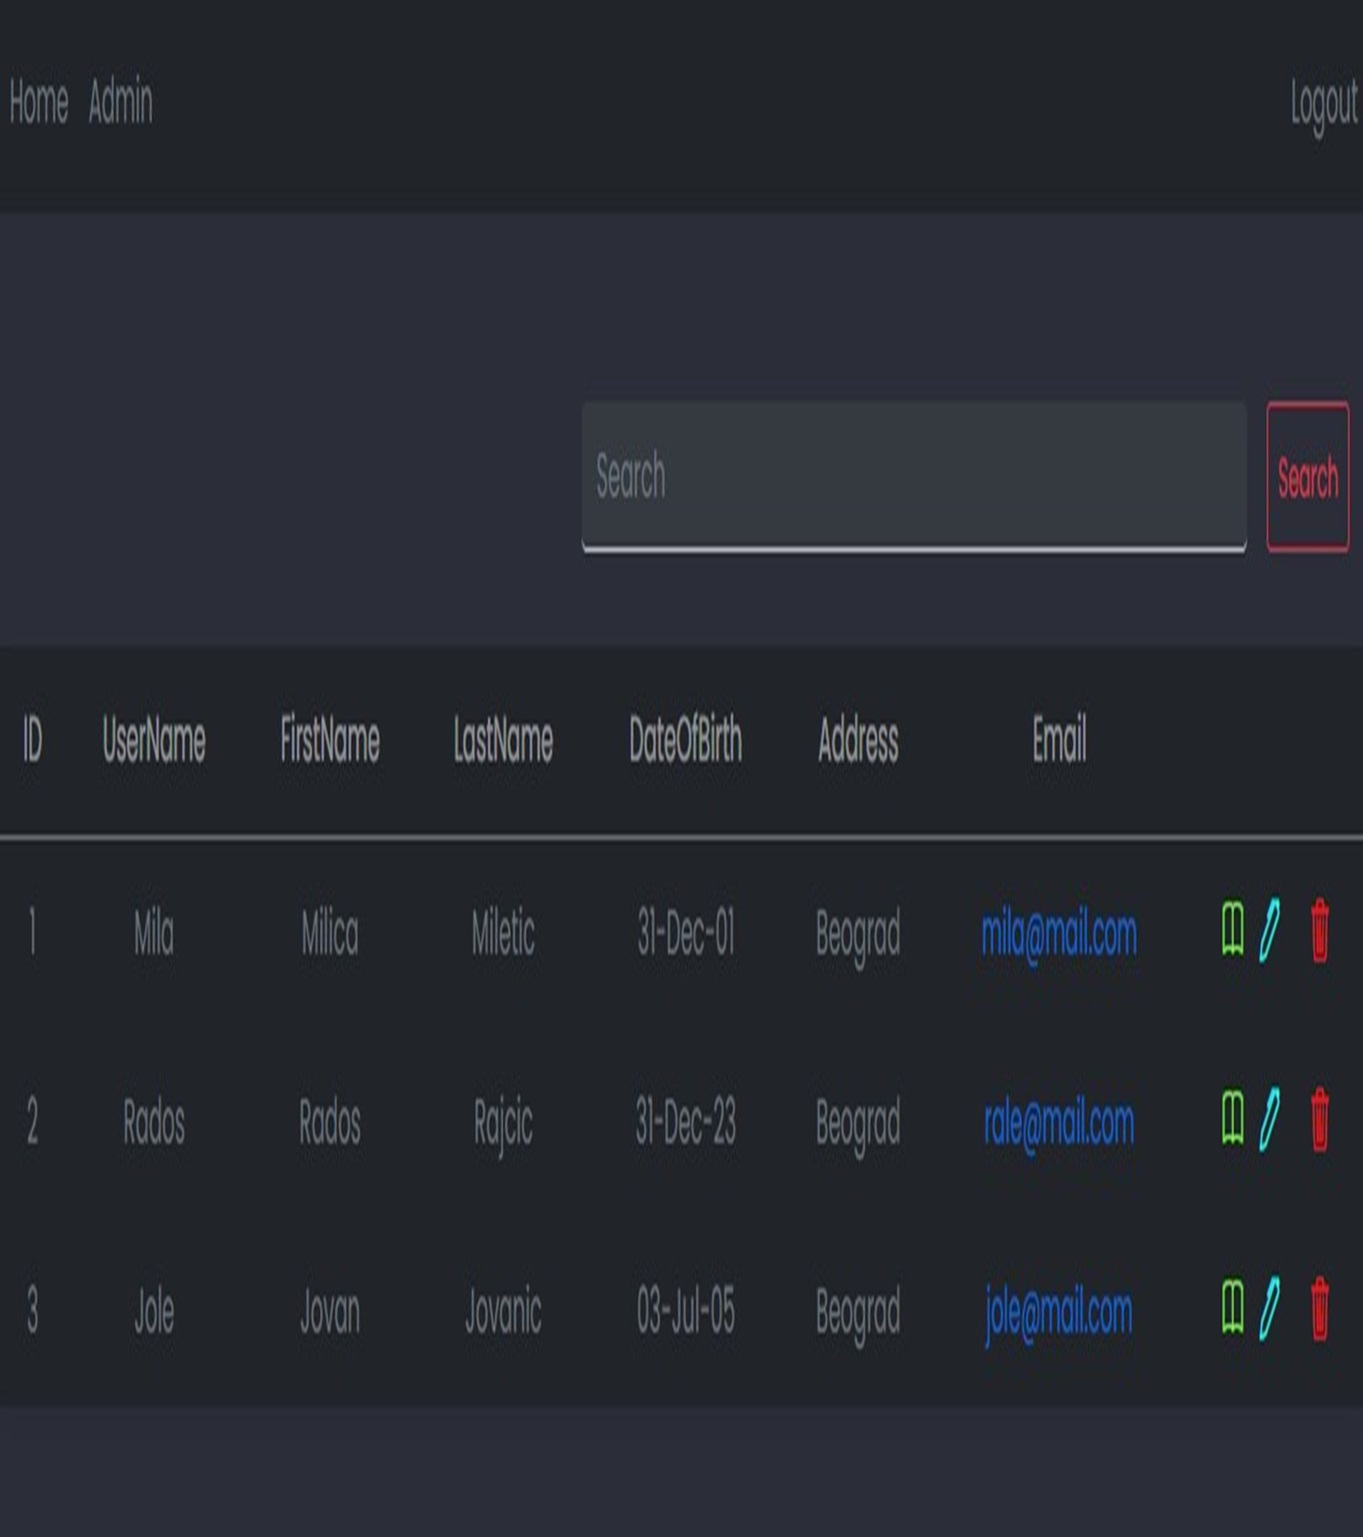 Home Admin Logout
Search Search
ID UserName FirstName LastName DateOfBirth Address Email
1 Mila Milica Miletic 31-Dec-01 Beograd mila@mail.com
2 Rados Rados Rajcic 31-Dec-23 Beograd rale@mail.com
3 Jole Jovan Jovanic 03-Jul-05 Beograd jole@mail.com